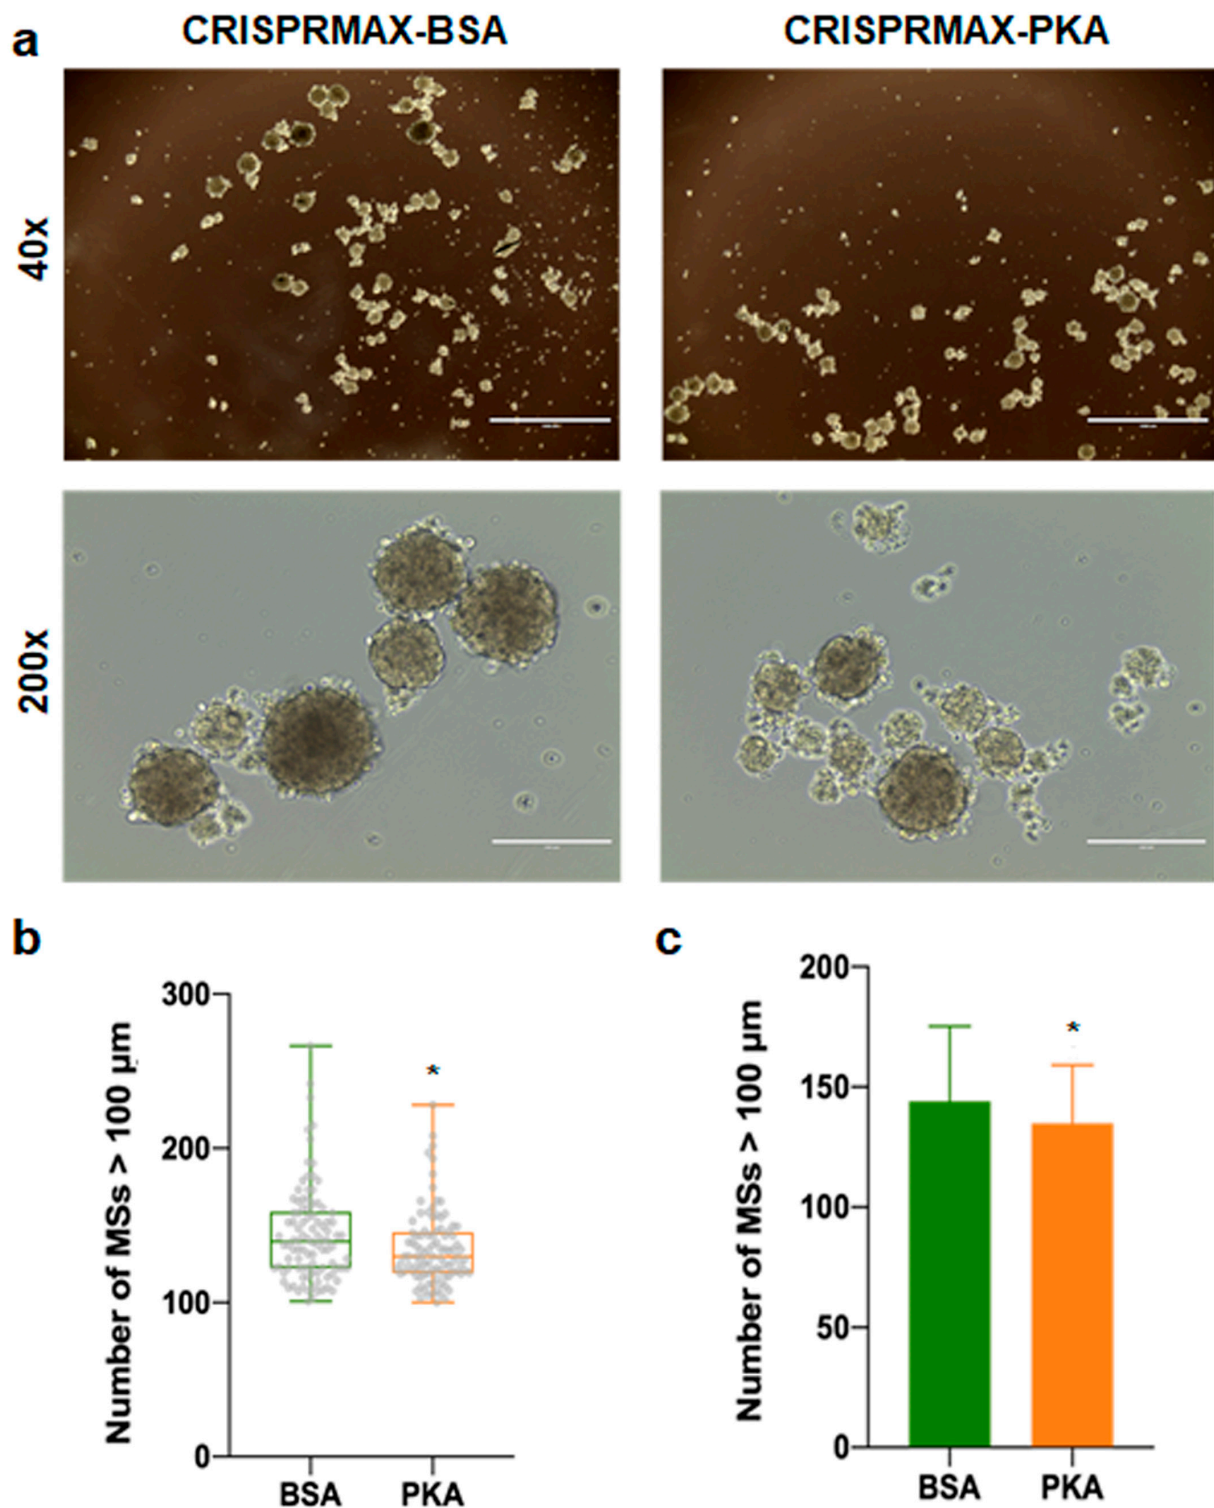 a
CRISPRMAX-BSA
CRISPRMAX-PKA
40x
200x
b
Number of MSs > 100 µm
300
200
100
0
*
BSA
PKA
c
Number of MSs > 100 µm
200
150
100
50
0
*
BSA
PKA